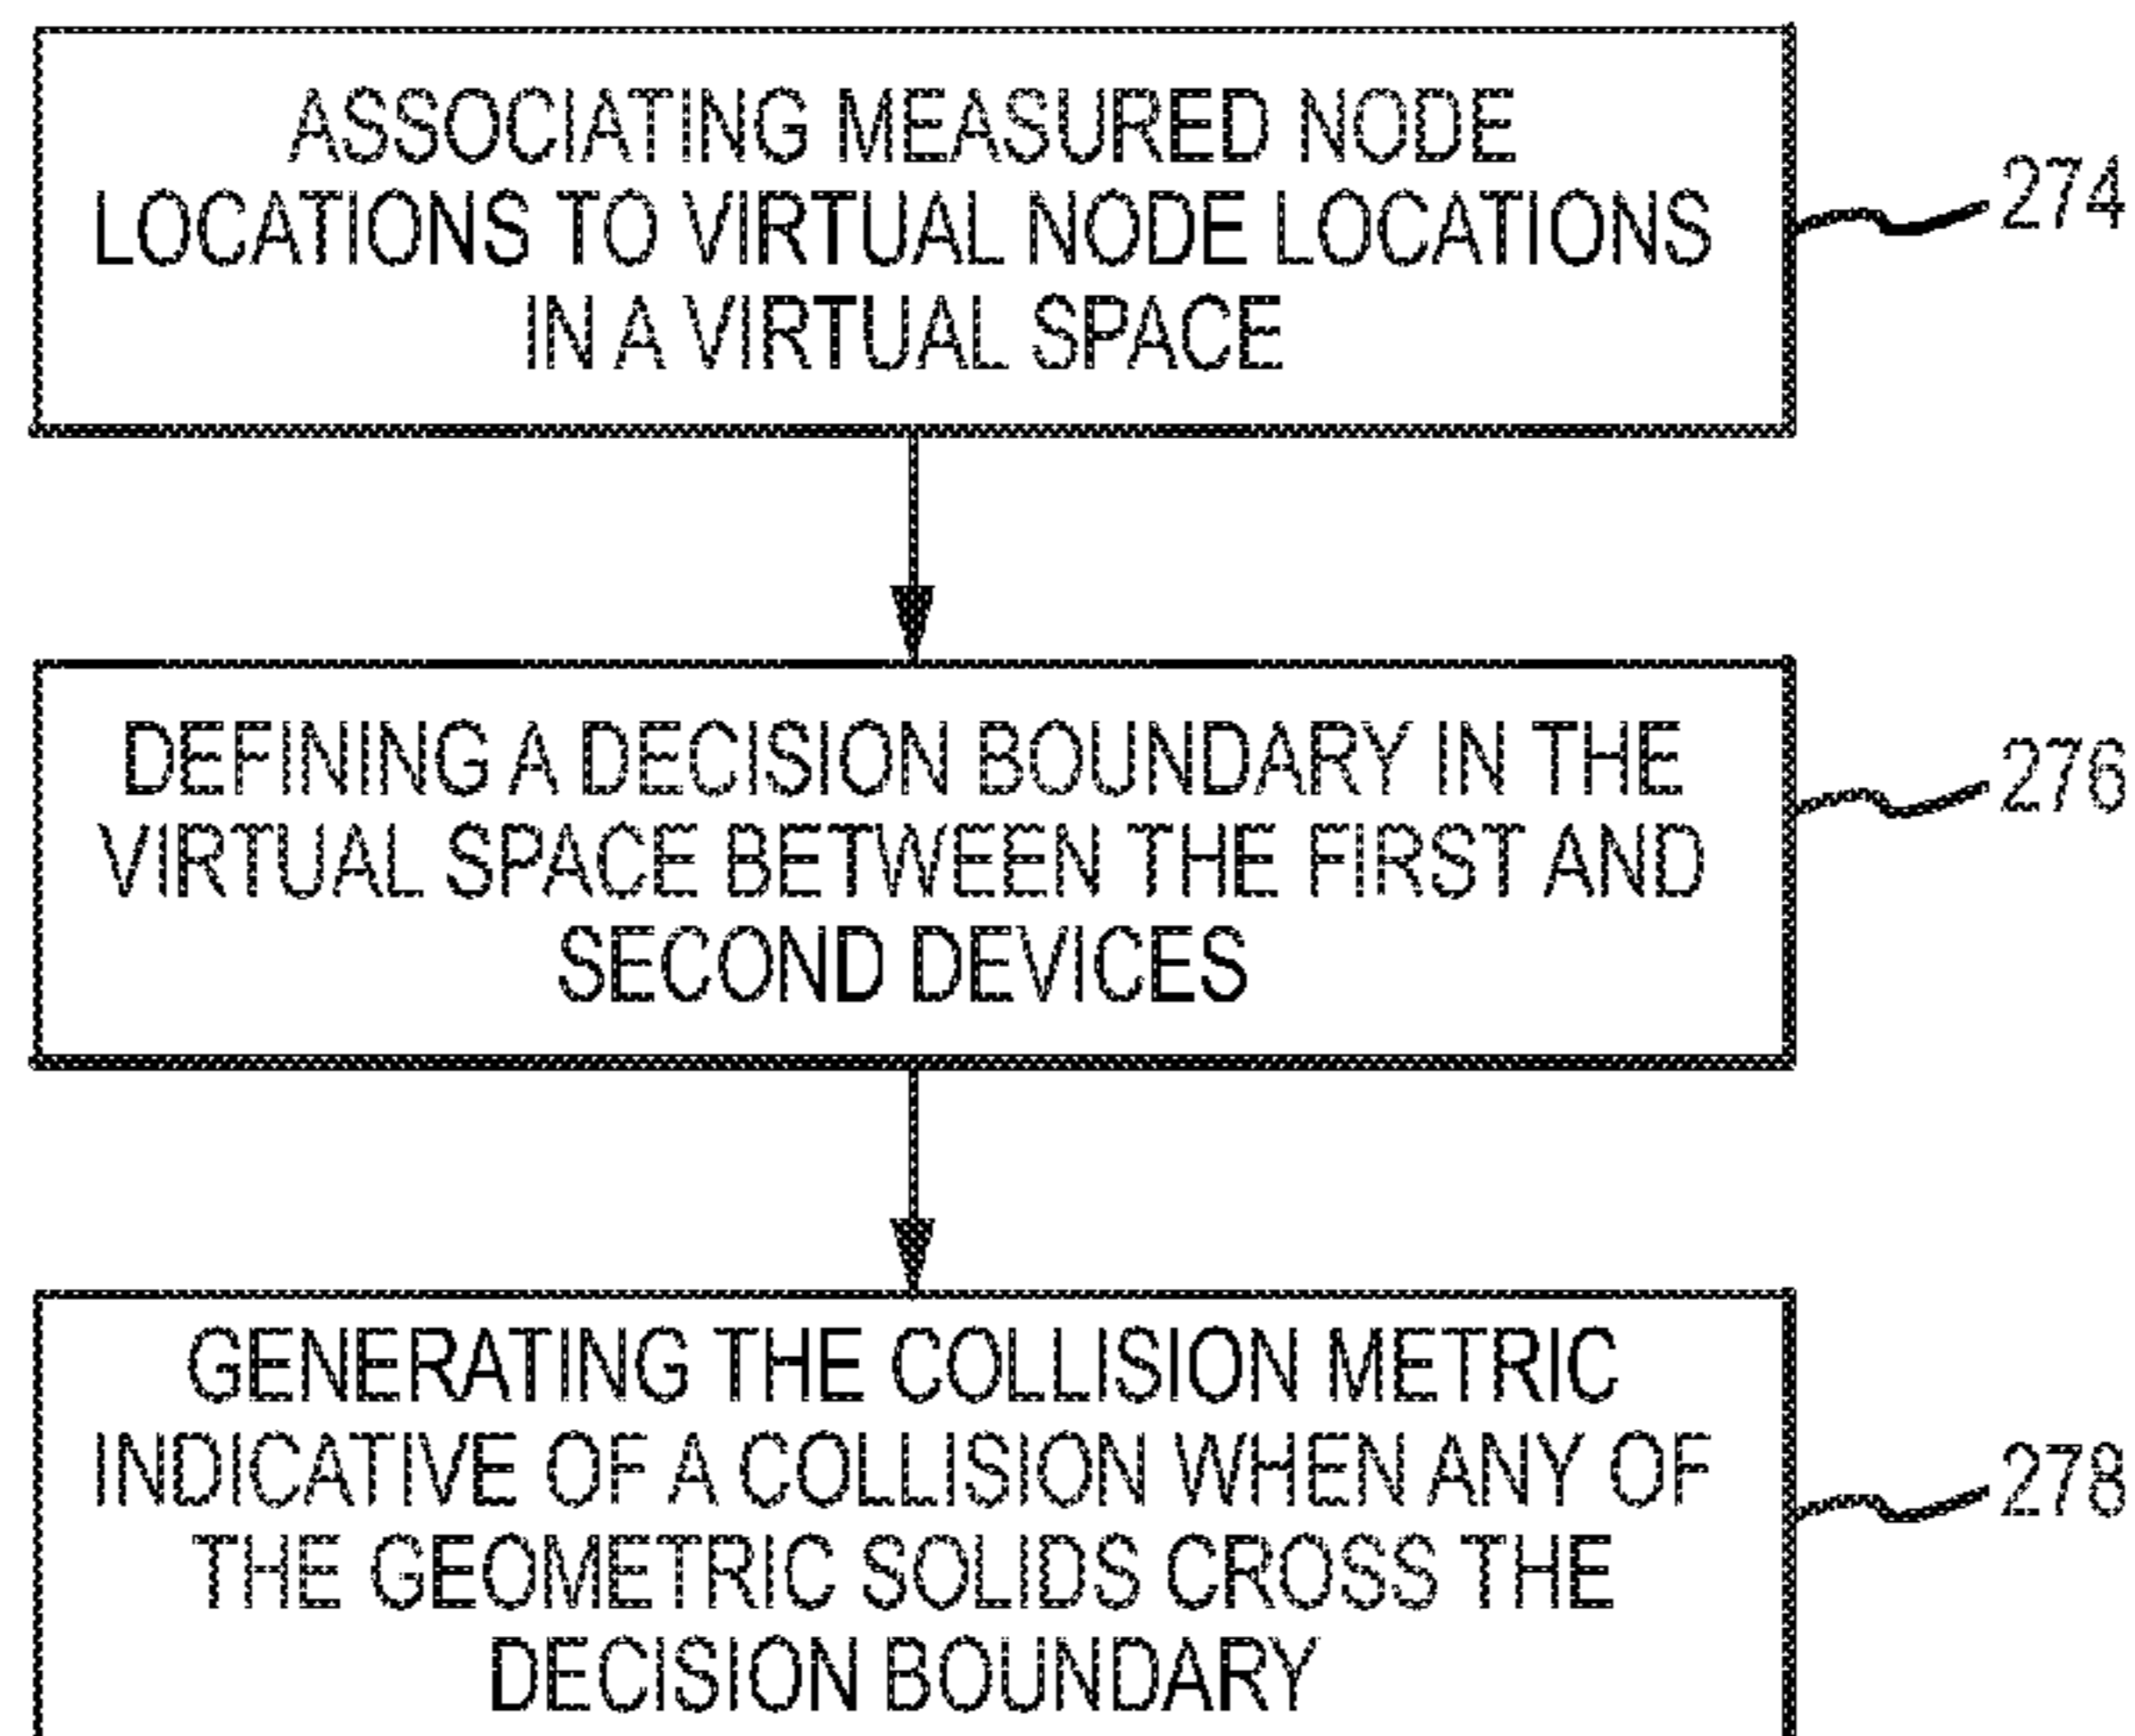 ASSOCIATING MEASURED NODE
LOCATIONS TO VIRTUAL NODE LOCATIONS
IN A VIRTUAL SPACE
274
DEFINING A DECISION BOUNDARY IN THE
VIRTUAL SPACE BETWEEN THE FIRST AND
SECOND DEVICES
276
GENERATING THE COLLISION METRIC
INDICATIVE OF A COLLISION WHEN ANY OF
THE GEOMETRIC SOLIDS CROSS THE
DECISION BOUNDARY
278